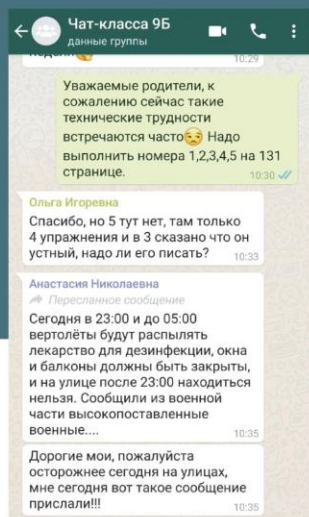 Чат-класса 9Б
данные группы
недели
10:29
Уважаемые родители, к
сожалению сейчас такие
технические трудности
встречаются часто😒 Надо
выполнить номера 1,2,3,4,5 на 131
странице.
10:30
Ольга Игоревна
Спасибо, но 5 тут нет, там только
4 упражнения и в 3 сказано что он
устный, надо ли его писать?
10:33
Анастасия Николаевна
Пересланное сообщение
Сегодня в 23:00 и до 05:00
вертолёты будут распылять
лекарство для дезинфекции, окна
и балконы должны быть закрыты,
и на улице после 23:00 находиться
нельзя. Сообщили из военной
части высокопоставленные
военные....
10:35
Дорогие мои, пожалуйста
осторожнее сегодня на улицах,
мне сегодня вот такое сообщение
прислали!!!
10:35